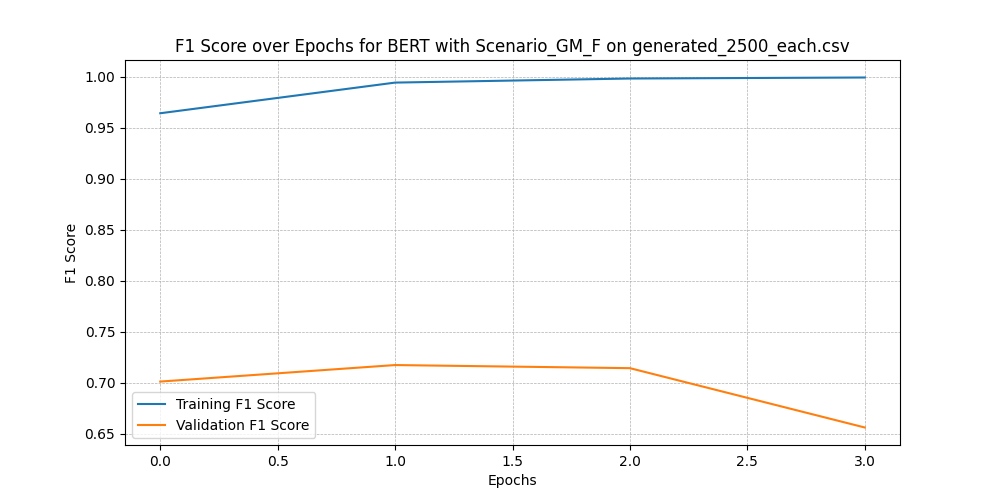 F1 Score over Epochs for BERT with Scenario_GM_F on generated_2500_each.csv
F1 Score
1.00
0.95
0.90
0.85
0.80
0.75
0.70
0.65
Training F1 Score
Validation F1 Score
0.0 0.5 1.0 1.5 2.0 2.5 3.0
Epochs